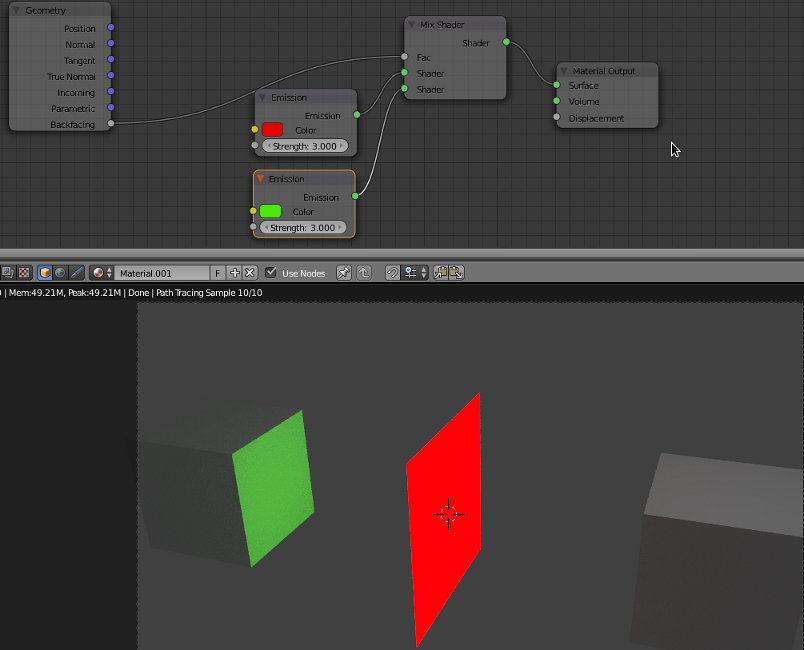 Geometry
Position
Normal
Tangent
True Normal
Incoming
Parametric
Backfacing
Emission
Emission
Color
Strength: 3.000
Emission
Emission
Color
Strength: 3.000
Mix Shader
Shader
Fac
Shader
Shader
Material Output
Surface
Volume
Displacement
Material.001
F
Use Nodes
| Mem:49.21M, Peak:49.21M | Done | Path Tracing Sample 10/10